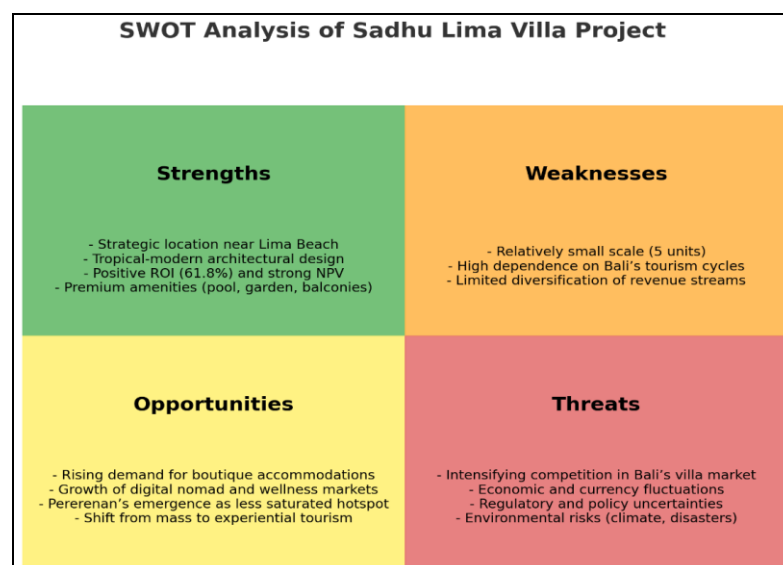 SWOT Analysis of Sadhu Lima Villa Project
Strengths
- Strategic location near Lima Beach
- Tropical-modern architectural design
- Positive ROI (61.8%) and strong NPV
- Premium amenities (pool, garden, balconies)
Weaknesses
- Relatively small scale (5 units)
- High dependence on Bali’s tourism cycles
- Limited diversification of revenue streams
Opportunities
- Rising demand for boutique accommodations
- Growth of digital nomad and wellness markets
- Pererenan’s emergence as less saturated hotspot
- Shift from mass to experiential tourism
Threats
- Intensifying competition in Bali’s villa market
- Economic and currency fluctuations
- Regulatory and policy uncertainties
- Environmental risks (climate, disasters)